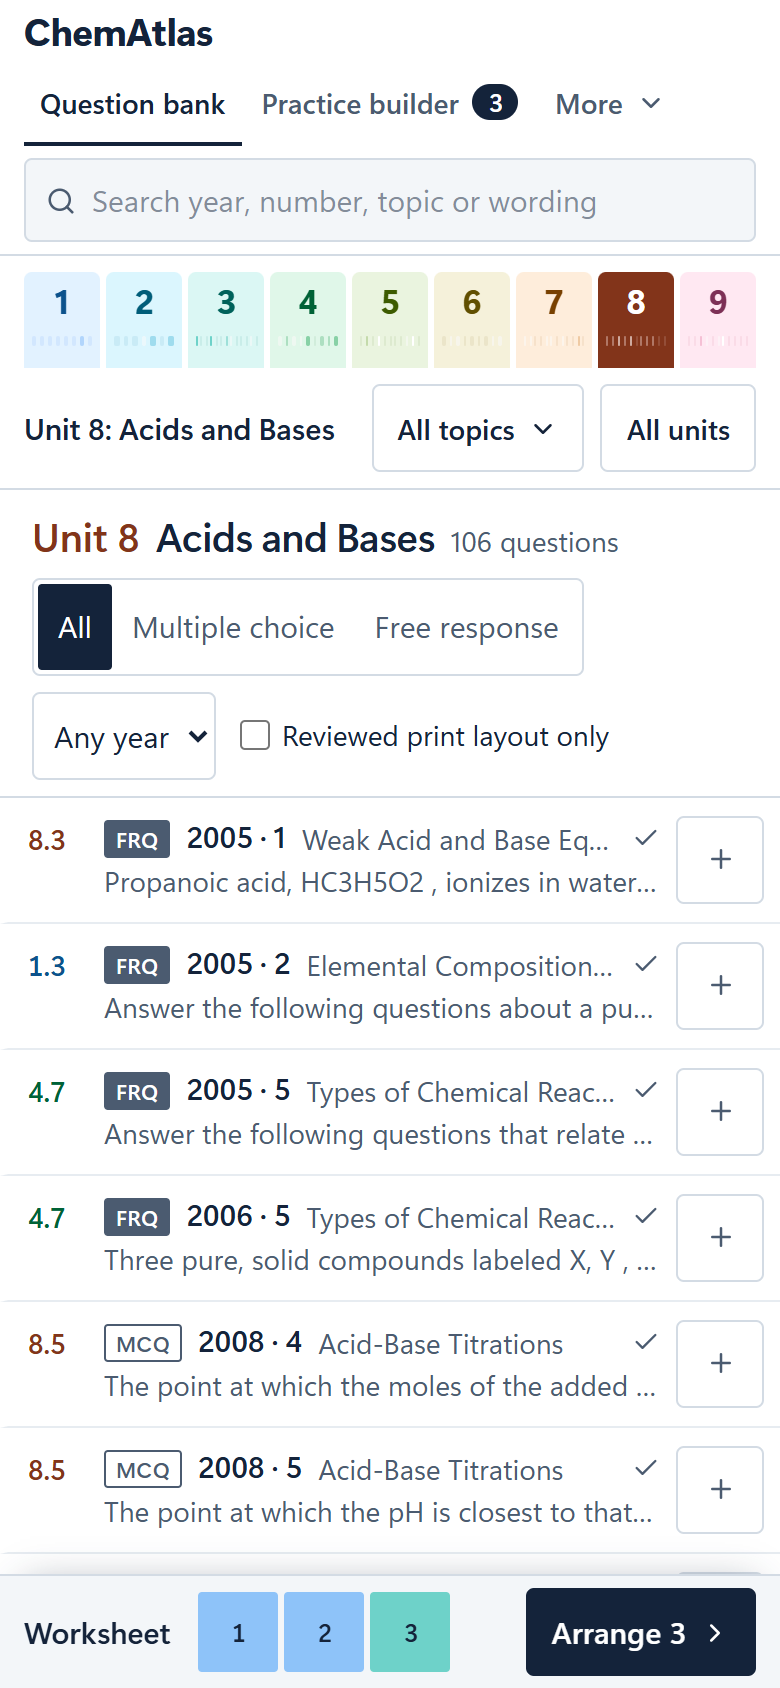 ChemAtlas
Question bank Practice builder 3 More
Search year, number, topic or wording
1 2 3 4 5 6 7 8 9
Unit 8: Acids and Bases All topics All units
Unit 8 Acids and Bases 106 questions
All Multiple choice Free response
Any year Reviewed print layout only
8.3 FRQ 2005 · 1 Weak Acid and Base Eq...
Propanoic acid, HC3H5O2 , ionizes in water...
1.3 FRQ 2005 · 2 Elemental Composition...
Answer the following questions about a pu...
4.7 FRQ 2005 · 5 Types of Chemical Reac...
Answer the following questions that relate ...
4.7 FRQ 2006 · 5 Types of Chemical Reac...
Three pure, solid compounds labeled X, Y , ...
8.5 MCQ 2008 · 4 Acid-Base Titrations
The point at which the moles of the added ...
8.5 MCQ 2008 · 5 Acid-Base Titrations
The point at which the pH is closest to that...
Worksheet 1 2 3 Arrange 3